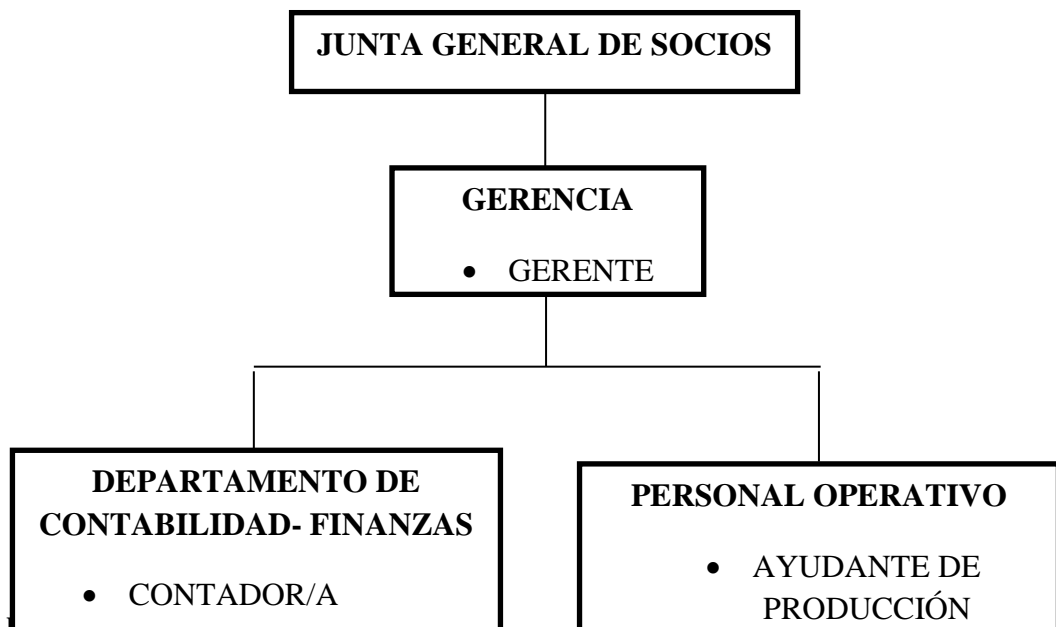 JUNTA GENERAL DE SOCIOS
GERENCIA
• GERENTE
DEPARTAMENTO DE
CONTABILIDAD- FINANZAS
• CONTADOR/A
PERSONAL OPERATIVO
• AYUDANTE DE
PRODUCCIÓN